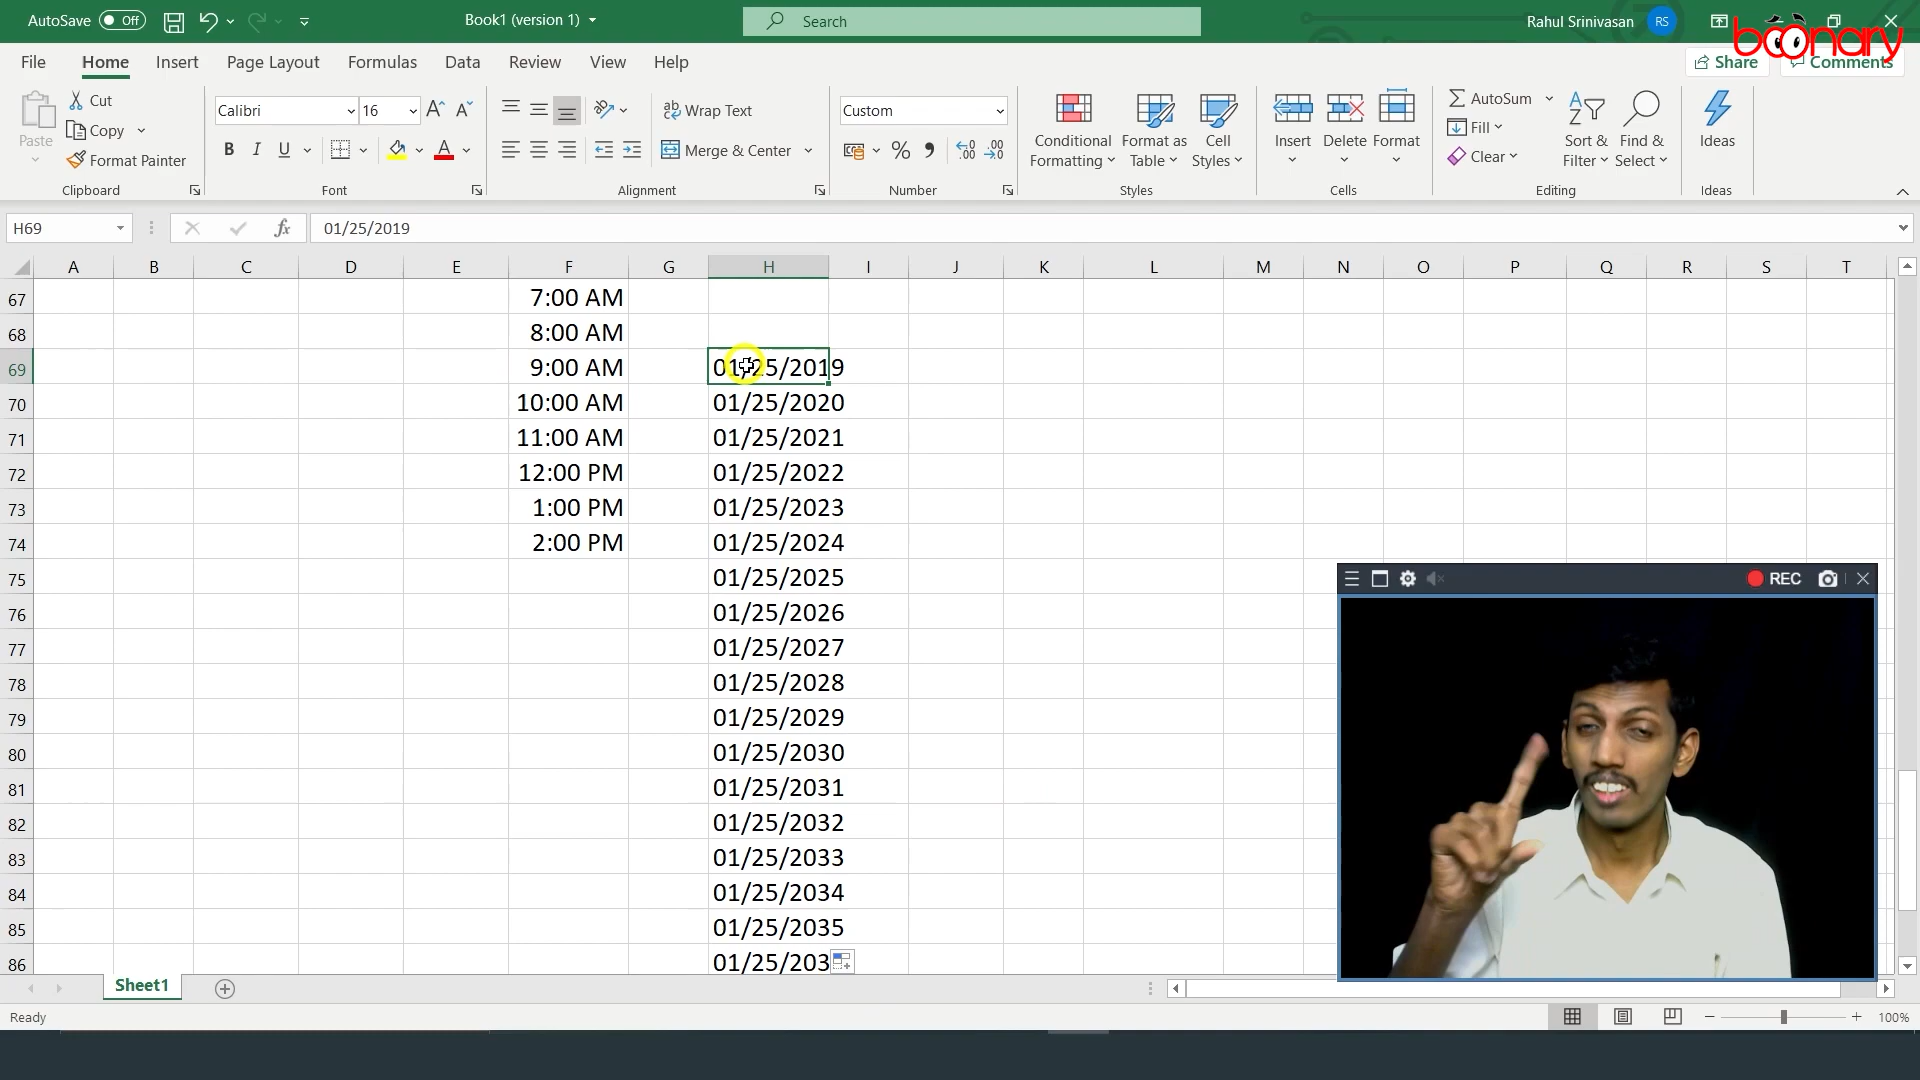 AutoSave Off Book1 (version 1) Search Rahul Srinivasan RS
boonary
File Home Insert Page Layout Formulas Data Review View Help Share Comments
Paste Cut Copy Format Painter
Clipboard
Calibri 16
B I U A
Font
Wrap Text
Merge & Center
Alignment
Custom
%
Number
Conditional Formatting Format as Table Cell Styles
Styles
Insert Delete Format
Cells
AutoSum Fill Clear Sort & Filter Find & Select
Editing
Ideas
Ideas
H69 fx 01/25/2019
A B C D E F G H I J K L M N O P Q R S T
67 7:00 AM
68 8:00 AM
69 9:00 AM 01/25/2019
70 10:00 AM 01/25/2020
71 11:00 AM 01/25/2021
72 12:00 PM 01/25/2022
73 1:00 PM 01/25/2023
74 2:00 PM 01/25/2024
75 01/25/2025
76 01/25/2026
77 01/25/2027
78 01/25/2028
79 01/25/2029
80 01/25/2030
81 01/25/2031
82 01/25/2032
83 01/25/2033
84 01/25/2034
85 01/25/2035
86 01/25/203
REC
Sheet1
Ready 100%